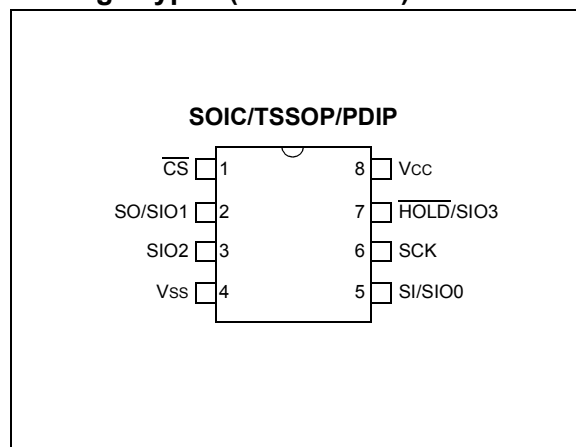 SOIC/TSSOP/PDIP
CS 1 8 Vcc
SO/SIO1 2 7 HOLD/SIO3
SIO2 3 6 SCK
Vss 4 5 SI/SIO0